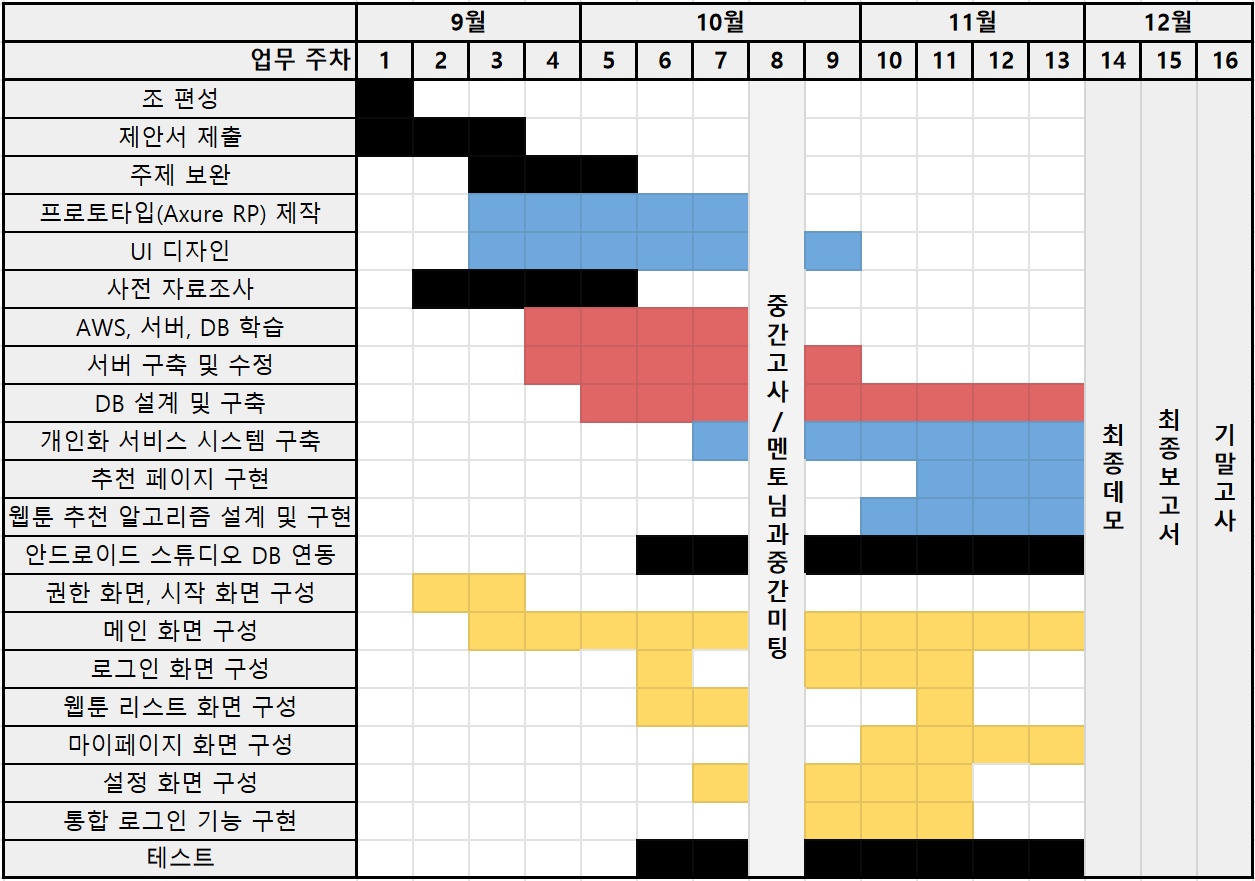 9월 10월 11월 12월
업무 주차 1 2 3 4 5 6 7 8 9 10 11 12 13 14 15 16
조 편성
제안서 제출
주제 보완
프로토타입(Axure RP) 제작
UI 디자인
사전 자료조사
AWS, 서버, DB 학습
서버 구축 및 수정
DB 설계 및 구축
개인화 서비스 시스템 구축
추천 페이지 구현
웹툰 추천 알고리즘 설계 및 구현
안드로이드 스튜디오 DB 연동
권한 화면, 시작 화면 구성
메인 화면 구성
로그인 화면 구성
웹툰 리스트 화면 구성
마이페이지 화면 구성
설정 화면 구성
통합 로그인 기능 구현
테스트
중간고사/멘토님과중간미팅
최종데모
최종보고서
기말고사